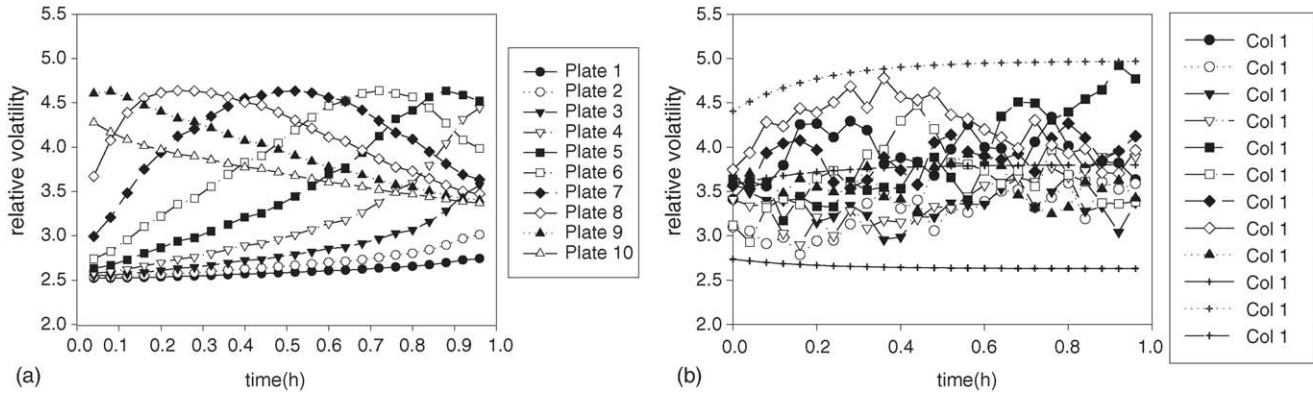 5.5
5.0
4.5
4.0
3.5
3.0
2.5
2.0
relative volatility
0.0 0.1 0.2 0.3 0.4 0.5 0.6 0.7 0.8 0.9 1.0
time(h)
(a)
Plate 1
Plate 2
Plate 3
Plate 4
Plate 5
Plate 6
Plate 7
Plate 8
Plate 9
Plate 10
5.5
5.0
4.5
4.0
3.5
3.0
2.5
2.0
relative volatility
0.0 0.2 0.4 0.6 0.8 1.0
time(h)
(b)
Col 1
Col 1
Col 1
Col 1
Col 1
Col 1
Col 1
Col 1
Col 1
Col 1
Col 1
Col 1